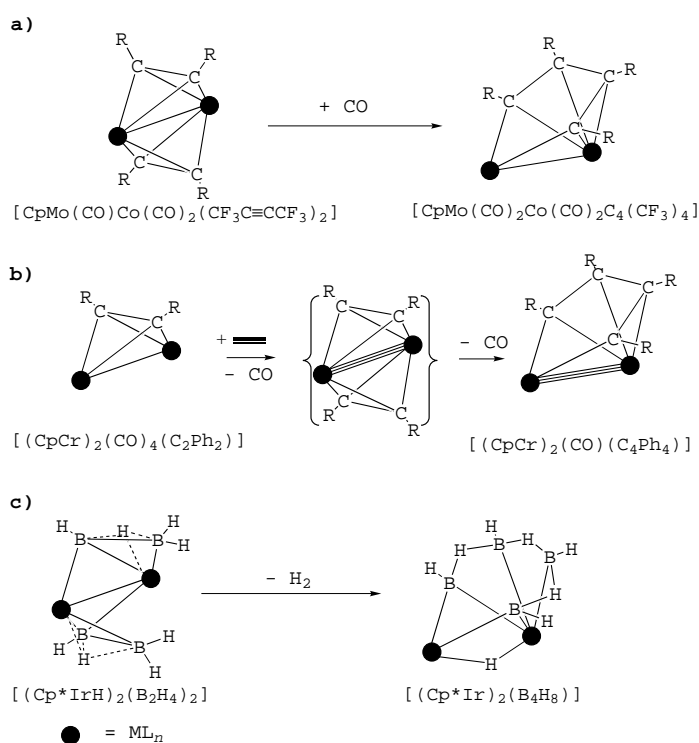 a)
R R C C C C R R
+ CO
R C C R R C C R
[CpMo(CO)Co(CO)2(CF3C≡CCF3)2] [CpMo(CO)2Co(CO)2C4(CF3)4]
b)
R R C C
+
- CO
R R C C C C R R
- CO
R C C R R C C R
[(CpCr)2(CO)4(C2Ph2)] [(CpCr)2(CO)(C4Ph4)]
c)
H H H B B H
H B B H H H H
- H2
H H B H B H H B H B H H H
[(Cp*IrH)2(B2H4)2] [(Cp*Ir)2(B4H8)]
= MLn